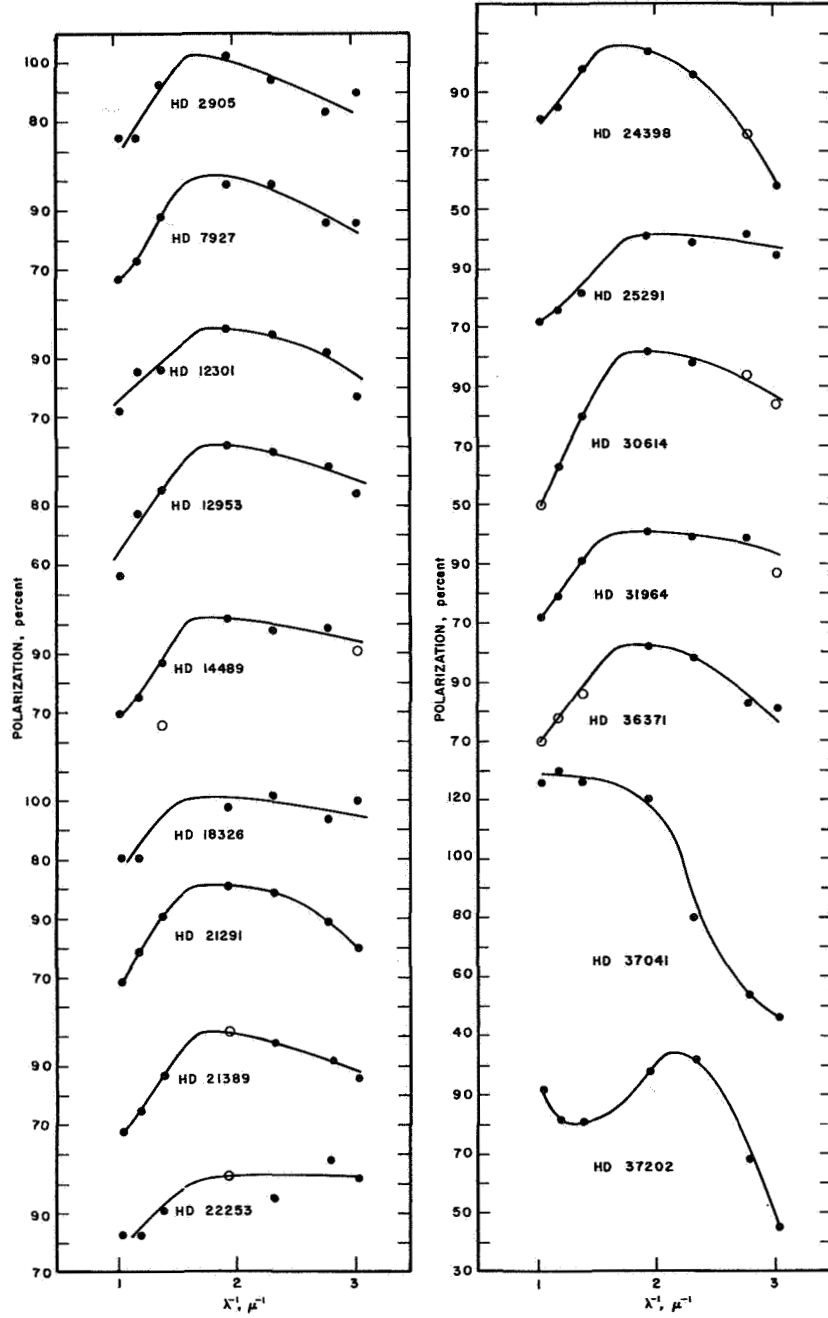 POLARIZATION, percent
100
80
HD 2905
90
70
HD 7927
90
70
HD 12301
80
60
HD 12953
90
70
HD 14489
100
80
HD 18326
90
70
HD 21291
90
70
HD 21389
90
70
HD 22253
1
2
3
λ⁻¹, μ⁻¹
POLARIZATION, percent
90
70
50
HD 24398
90
70
HD 25291
90
70
50
HD 30614
90
70
HD 31964
90
70
HD 36371
120
100
80
60
40
HD 37041
90
70
50
30
HD 37202
1
2
3
λ⁻¹, μ⁻¹